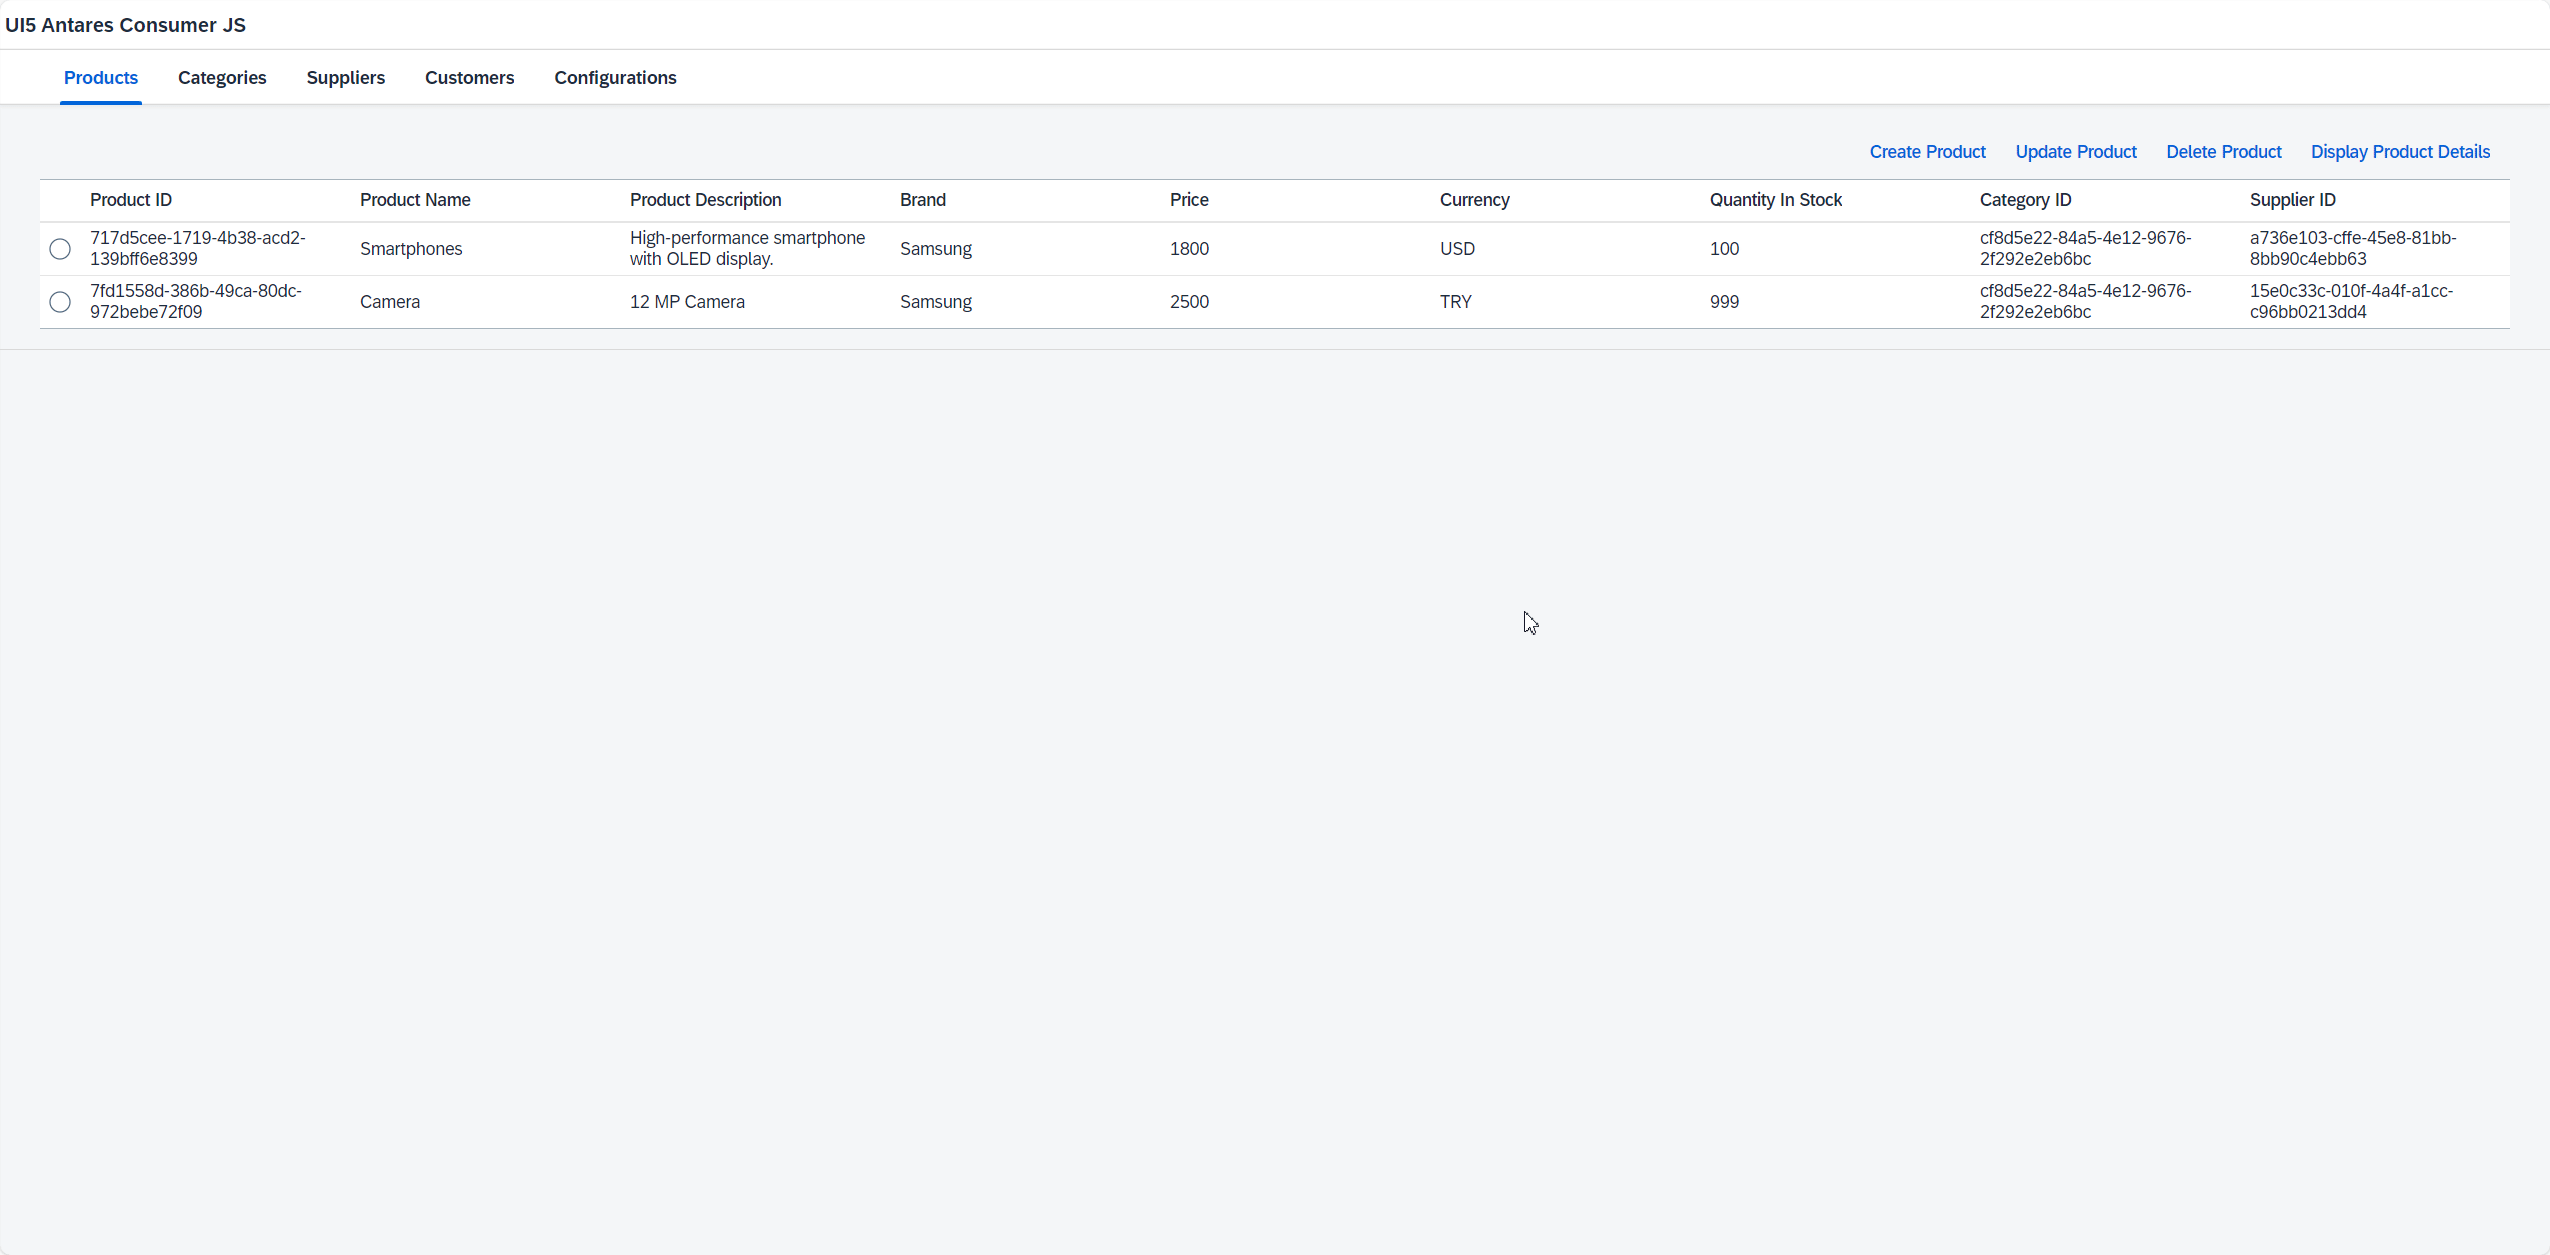 UI5 Antares Consumer JS
Products Categories Suppliers Customers Configurations
Create Product Update Product Delete Product Display Product Details
Product ID Product Name Product Description Brand Price Currency Quantity In Stock Category ID Supplier ID
717d5cee-1719-4b38-acd2- High-performance smartphone cf8d5e22-84a5-4e12-9676- a736e103-cffe-45e8-81bb-
Smartphones Samsung 1800 USD 100
139bff6e8399 with OLED display. 2f292e2eb6bc 8bb90c4ebb63
7fd1558d-386b-49ca-80dc- cf8d5e22-84a5-4e12-9676- 15e0c33c-010f-4a4f-a1cc-
Camera 12 MP Camera Samsung 2500 TRY 999
972bebe72f09 2f292e2eb6bc c96bb0213dd4